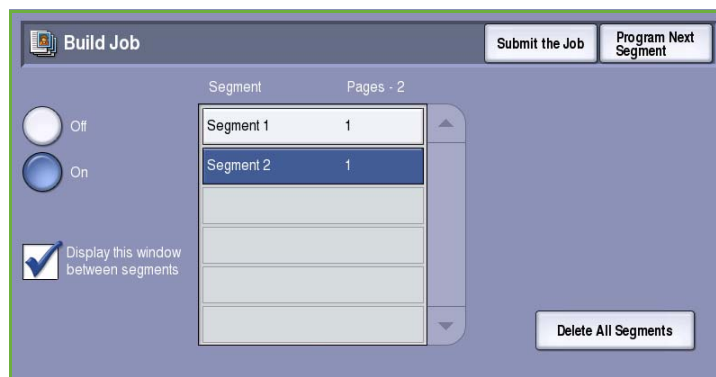 Build Job
Submit the Job
Program Next
Segment
Segment Pages - 2
Off
On
Segment 1 1
Segment 2 1
Display this window
between segments
Delete All Segments